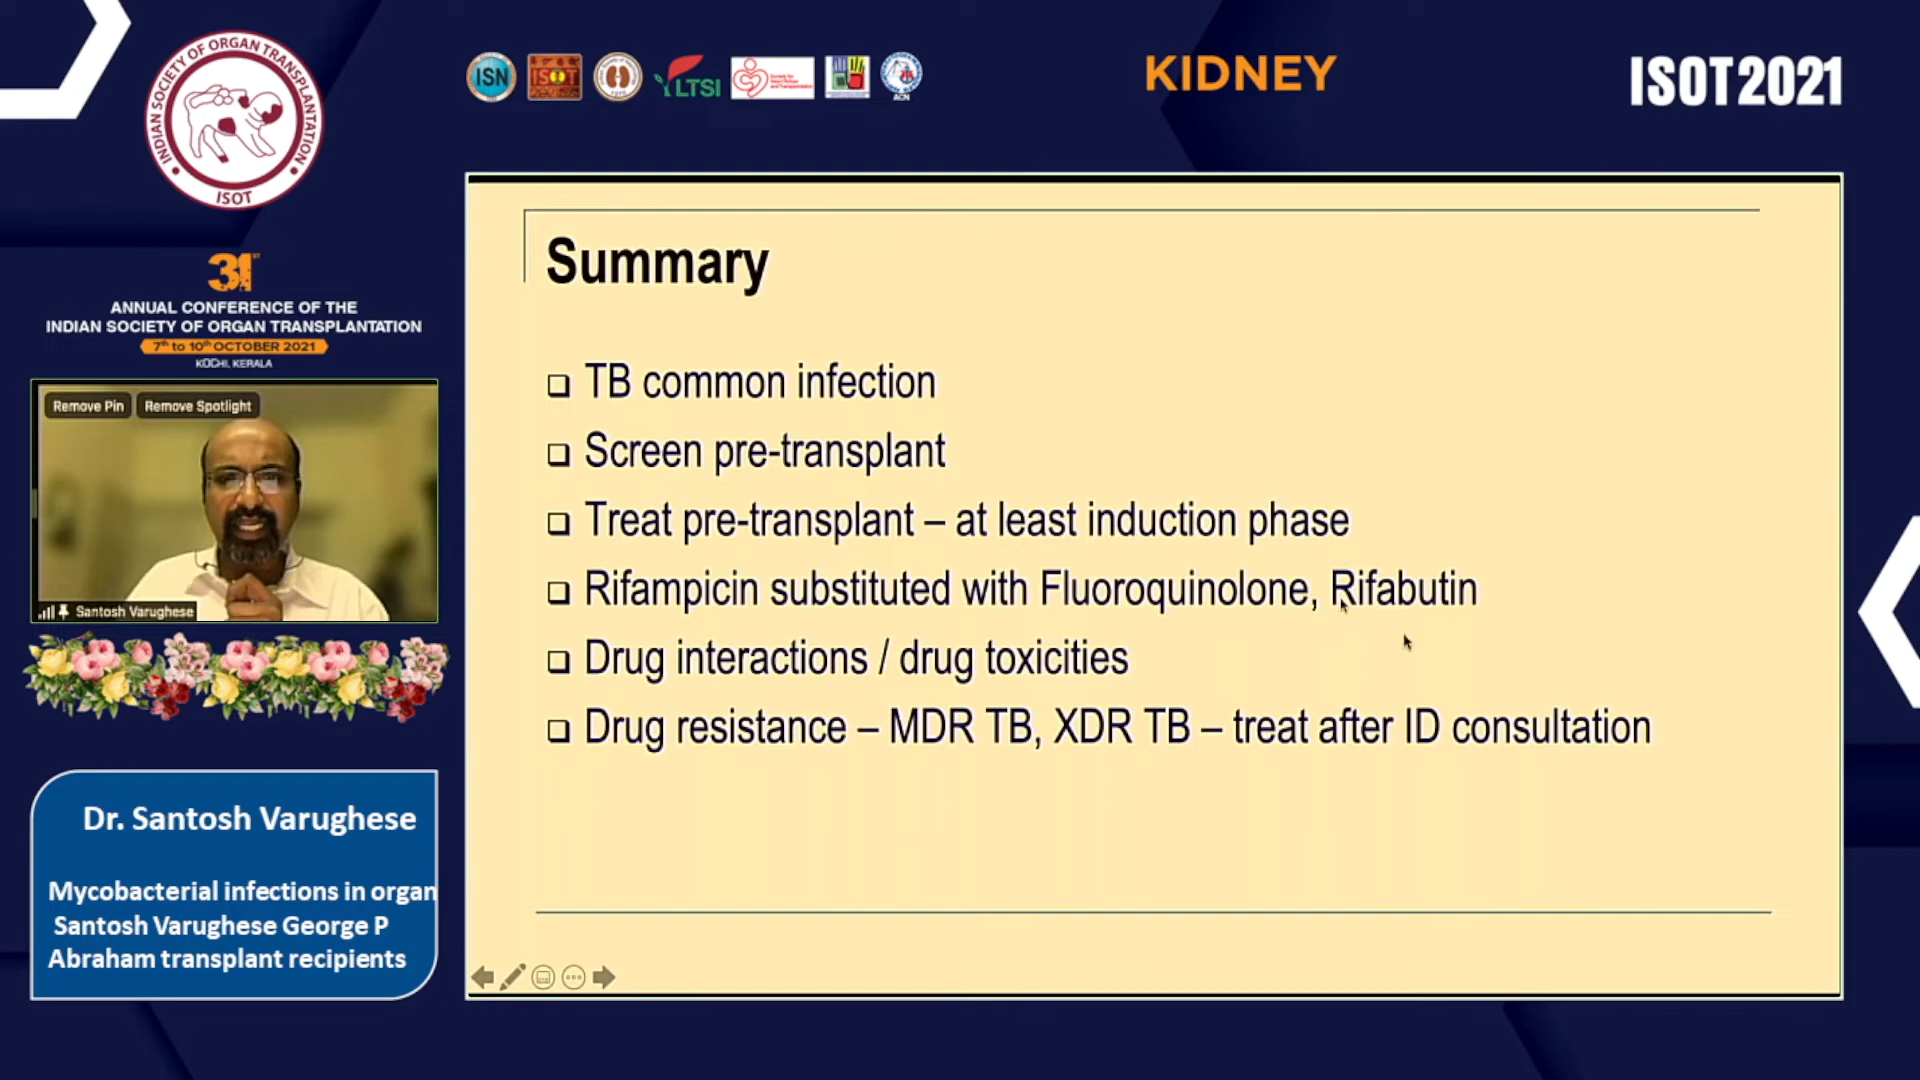 INDIAN SOCIETY OF ORGAN TRANSPLANTATION
ISOT
ISN
ISOT
LTSI
ACN
KIDNEY
ISOT2021
31ST
ANNUAL CONFERENCE OF THE
INDIAN SOCIETY OF ORGAN TRANSPLANTATION
7th to 10th OCTOBER 2021
KOCHI, KERALA
Remove Pin
Remove Spotlight
Santosh Varughese
Dr. Santosh Varughese
Mycobacterial infections in organ
Santosh Varughese George P
Abraham transplant recipients
Summary
❑ TB common infection
❑ Screen pre-transplant
❑ Treat pre-transplant – at least induction phase
❑ Rifampicin substituted with Fluoroquinolone, Rifabutin
❑ Drug interactions / drug toxicities
❑ Drug resistance – MDR TB, XDR TB – treat after ID consultation